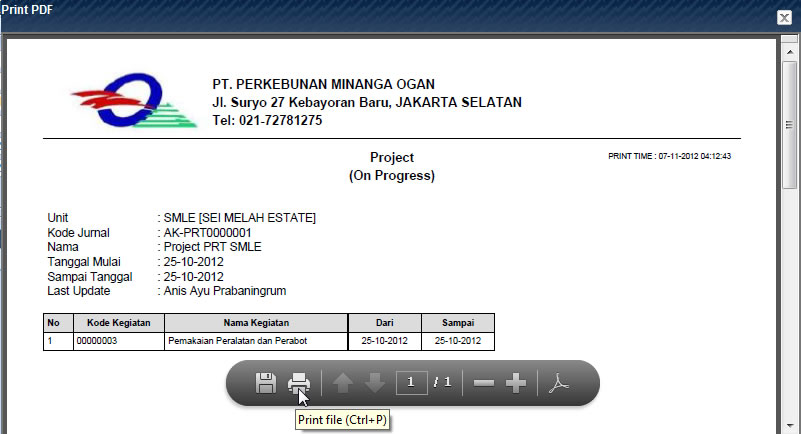 Print PDF
PT. PERKEBUNAN MINANGA OGAN
Jl. Suryo 27 Kebayoran Baru, JAKARTA SELATAN
Tel: 021-72781275
Project
PRINT TIME : 07-11-2012 04:12:43
(On Progress)
Unit : SMLE [SEI MELAH ESTATE]
Kode Jurnal : AK-PRT0000001
Nama : Project PRT SMLE
Tanggal Mulai : 25-10-2012
Sampai Tanggal : 25-10-2012
Last Update : Anis Ayu Prabaningrum
No Kode Kegiatan Nama Kegiatan Dari Sampai
1 00000003 Pemakaian Peralatan dan Perabot 25-10-2012 25-10-2012
1 / 1
Print file (Ctrl+P)